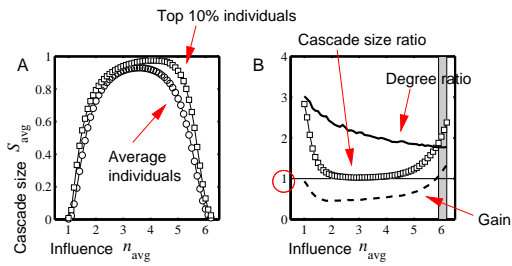 Top 10% individuals
Cascade size ratio
Degree ratio
A
B
Cascade size S_avg
1
0.8
0.6
0.4
0.2
0
Average
individuals
1 2 3 4 5 6
Influence n_avg
4
3
2
1
0
Gain
1 2 3 4 5 6
Influence n_avg